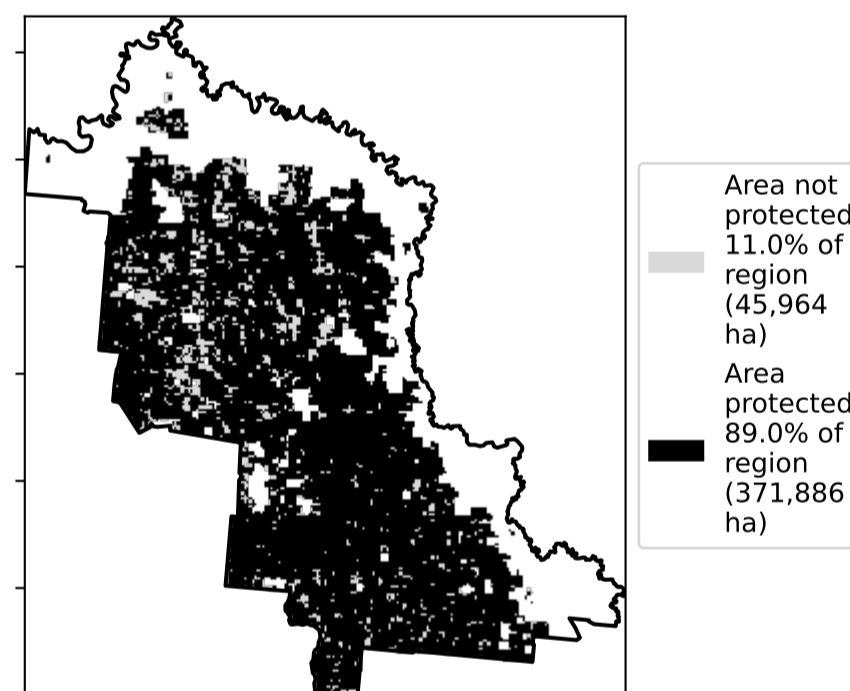 Area not
protected
11.0% of
region
(45,964
ha)
Area
protected
89.0% of
region
(371,886
ha)